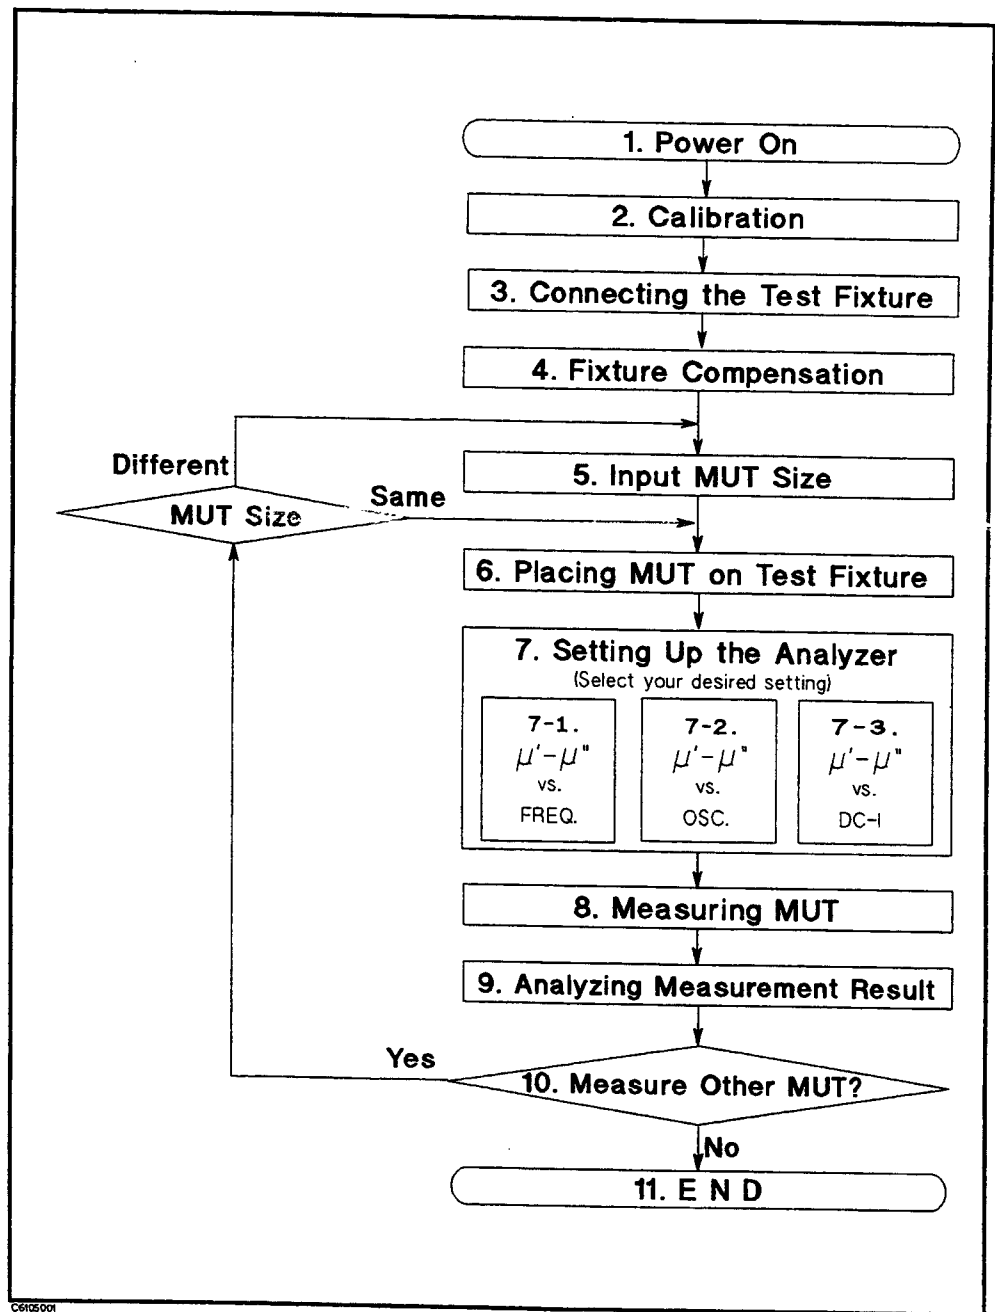 1. Power On
2. Calibration
3. Connecting the Test Fixture
4. Fixture Compensation
Different
5. Input MUT Size
MUT Size
Same
6. Placing MUT on Test Fixture
7. Setting Up the Analyzer
(Select your desired setting)
7-1.
μ'-μ"
vs.
FREQ.
7-2.
μ'-μ"
vs.
OSC.
7-3.
μ'-μ"
vs.
DC-I
8. Measuring MUT
9. Analyzing Measurement Result
Yes
10. Measure Other MUT?
No
11. E N D
C6105001